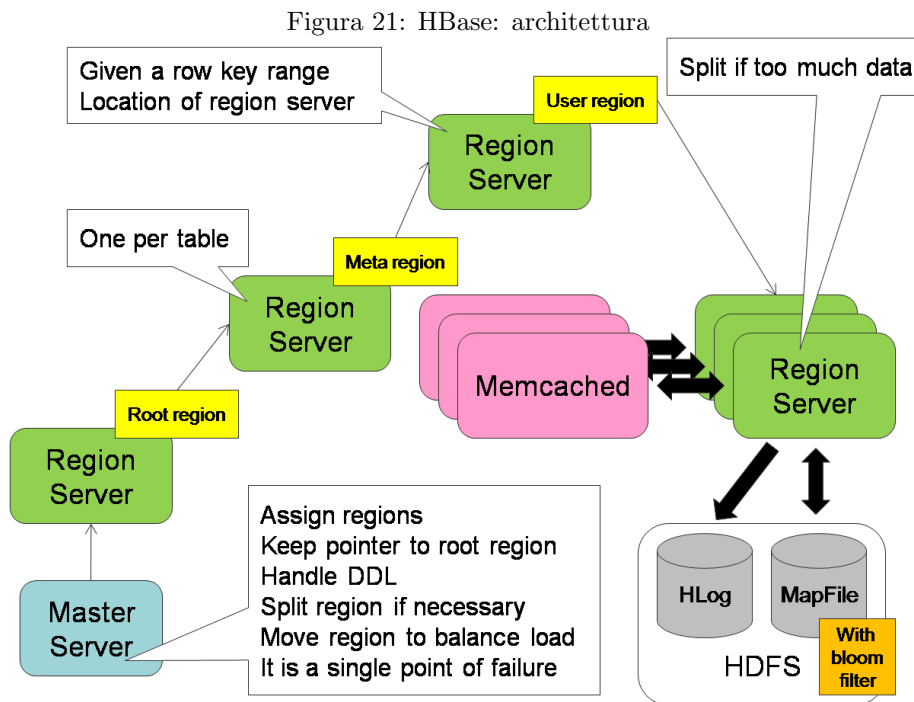 Figura 21: HBase: architettura
Given a row key range
Location of region server
User region
Split if too much data
Region
Server
One per table
Meta region
Region
Server
Memcached
Region
Server
Root region
Region
Server
Assign regions
Keep pointer to root region
Handle DDL
Split region if necessary
Move region to balance load
It is a single point of failure
Master
Server
HLog
MapFile
HDFS
With
bloom
filter